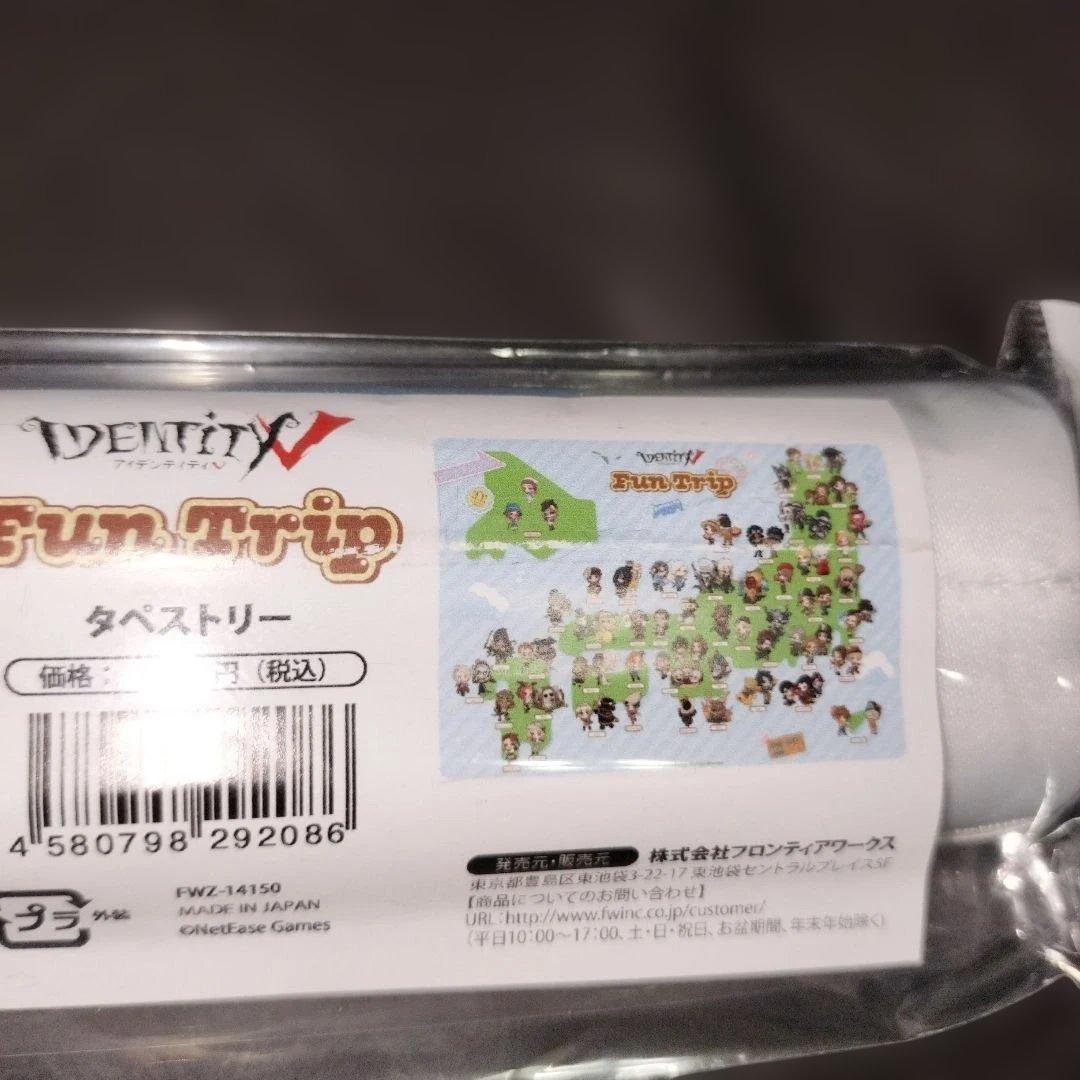 IDENTITY V
アイデンティティV
Fun Trip
タペストリー
価格: 円(税込)
4 580798 292086
プラ 外装
FWZ-14150
MADE IN JAPAN
©NetEase Games
IDENTITY V
Fun Trip
発売元・販売元 株式会社フロンティアワークス
東京都豊島区東池袋3-22-17 東池袋セントラルプレイス5F
【商品についてのお問い合わせ】
URL:http://www.fwinc.co.jp/customer/
(平日10:00〜17:00、土・日・祝日、お盆期間、年末年始除く)